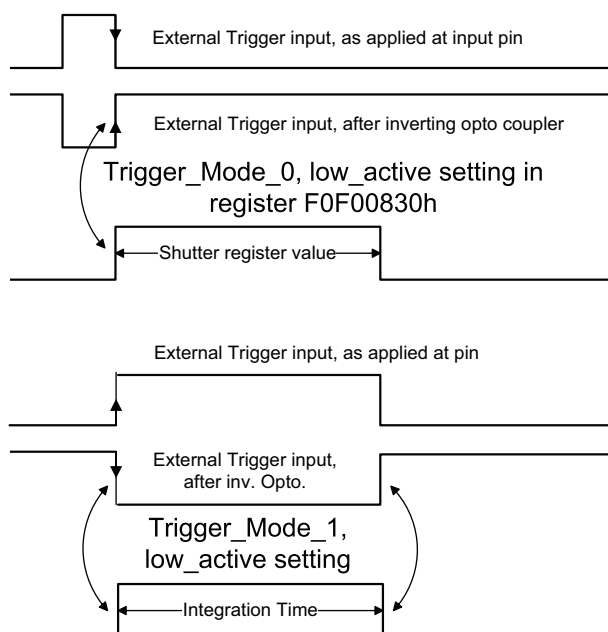 External Trigger input, as applied at input pin
External Trigger input, after inverting opto coupler
Trigger_Mode_0, low_active setting in
register F0F00830h
Shutter register value
External Trigger input, as applied at pin
External Trigger input,
after inv. Opto.
Trigger_Mode_1,
low_active setting
Integration Time